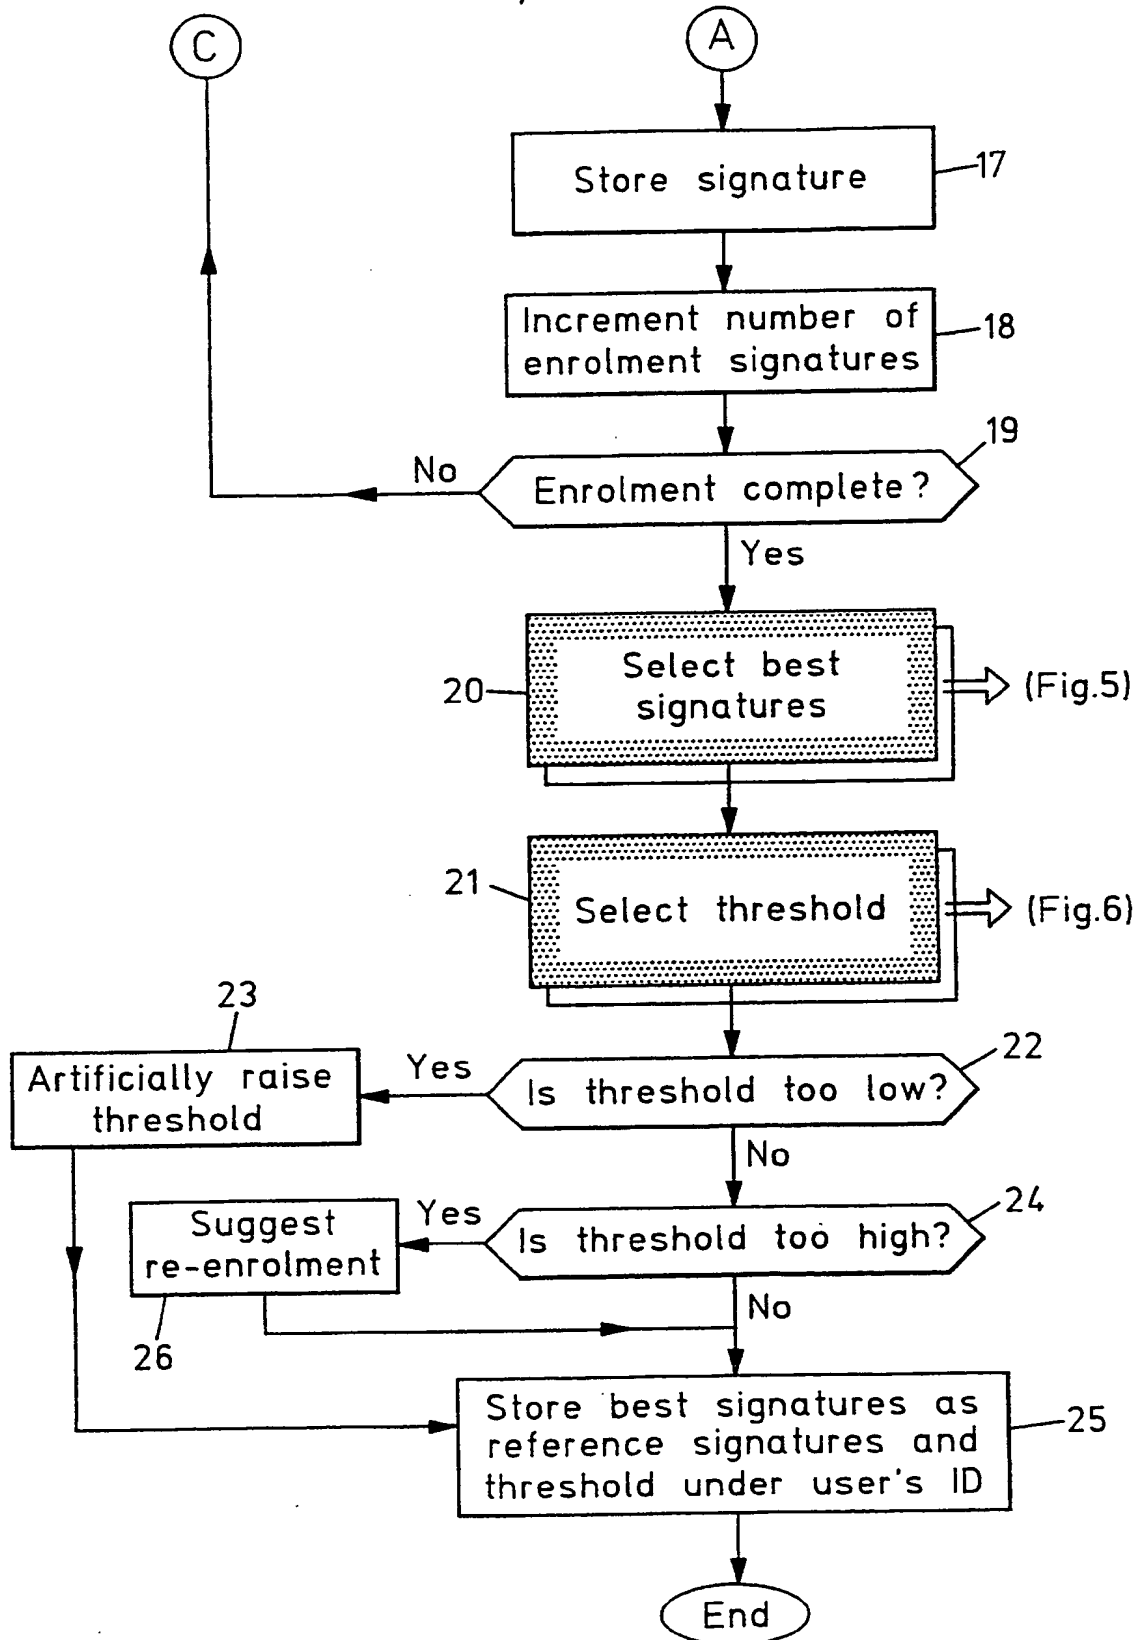 C
A
Store signature
17
Increment number of
enrolment signatures
18
19
No
Enrolment complete?
Yes
20
Select best
signatures
(Fig.5)
21
Select threshold
(Fig.6)
23
22
Artificially raise
threshold
Yes
Is threshold too low?
No
24
Suggest
re-enrolment
Yes
Is threshold too high?
No
26
Store best signatures as
reference signatures and
threshold under user's ID
25
End